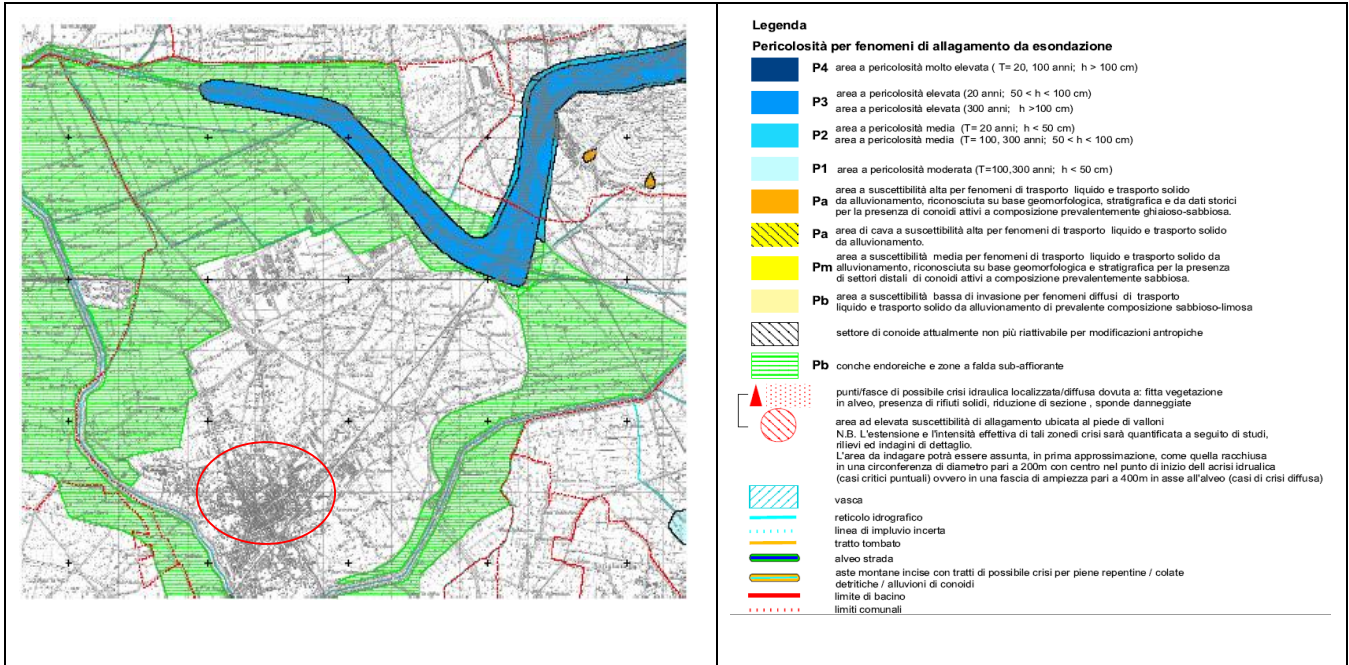 Legenda
Pericolosità per fenomeni di allagamento da esondazione
P4 area a pericolosità molto elevata ( T= 20, 100 anni; h > 100 cm)
P3 area a pericolosità elevata (20 anni; 50 < h < 100 cm)
area a pericolosità elevata (300 anni; h >100 cm)
P2 area a pericolosità media (T= 20 anni; h < 50 cm)
area a pericolosità media (T= 100, 300 anni; 50 < h < 100 cm)
P1 area a pericolosità moderata (T=100,300 anni; h < 50 cm)
Pa area a suscettibilità alta per fenomeni di trasporto liquido e trasporto solido
da alluvionamento, riconosciuta su base geomorfologica, stratigrafica e da dati storici
per la presenza di conoidi attivi a composizione prevalentemente ghiaioso-sabbiosa.
Pa area di cava a suscettibilità alta per fenomeni di trasporto liquido e trasporto solido
da alluvionamento.
Pm area a suscettibilità media per fenomeni di trasporto liquido e trasporto solido da
alluvionamento, riconosciuta su base geomorfologica e stratigrafica per la presenza
di settori distali di conoidi attivi a composizione prevalentemente sabbiosa.
Pb area a suscettibilità bassa di invasione per fenomeni diffusi di trasporto
liquido e trasporto solido da alluvionamento di prevalente composizione sabbioso-limosa
settore di conoide attualmente non più riattivabile per modificazioni antropiche
Pb conche endoreiche e zone a falda sub-affiorante
punti/fasce di possibile crisi idraulica localizzata/diffusa dovuta a: fitta vegetazione
in alveo, presenza di rifiuti solidi, riduzione di sezione , sponde danneggiate
area ad elevata suscettibilità di allagamento ubicata al piede di valloni
N.B. L'estensione e l'intensità effettiva di tali zonedi crisi sarà quantificata a seguito di studi,
rilievi ed indagini di dettaglio.
L'area da indagare potrà essere assunta, in prima approssimazione, come quella racchiusa
in una circonferenza di diametro pari a 200m con centro nel punto di inizio dell acrisi idrualica
(casi critici puntuali) ovvero in una fascia di ampiezza pari a 400m in asse all'alveo (casi di crisi diffusa)
vasca
reticolo idrografico
linea di impluvio incerta
tratto tombato
alveo strada
aste montane incise con tratti di possibile crisi per piene repentine / colate
detritiche / alluvioni di conoidi
limite di bacino
limiti comunali